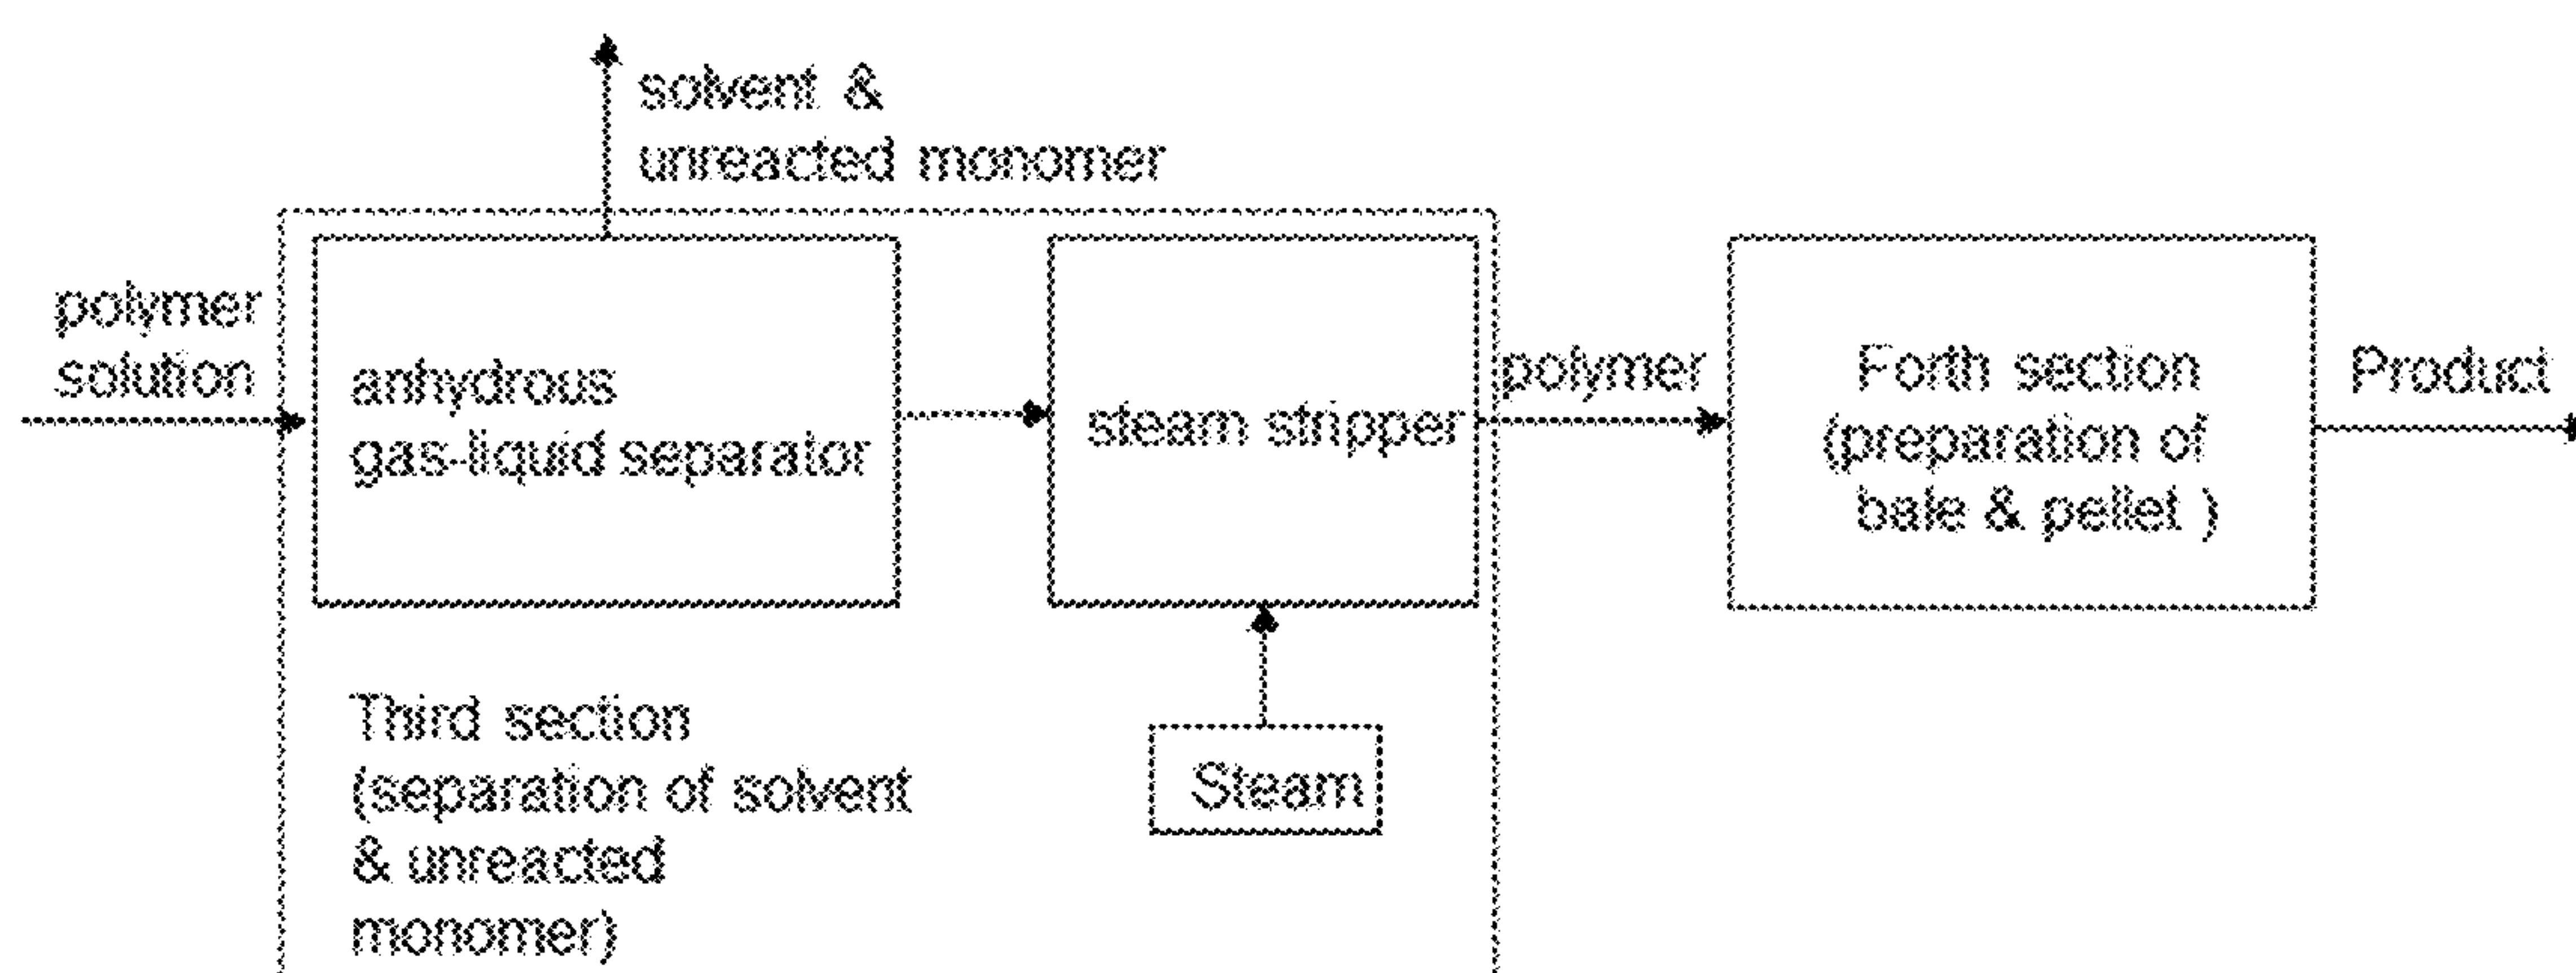 solvent &
unreacted monomer
polymer
solution
anhydrous
gas-liquid separator
steam stripper
polymer
Forth section
(preparation of
bale & pellet )
Product
Third section
(separation of solvent
& unreacted
monomer)
Steam